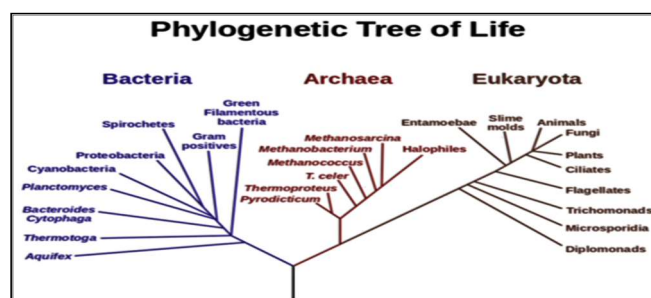 Phylogenetic Tree of Life
Bacteria
Archaea
Eukaryota
Green
Filamentous
bacteria
Spirochetes
Gram
positives
Proteobacteria
Cyanobacteria
Planctomyces
Bacteroides
Cytophaga
Thermotoga
Aquifex
Methanosarcina
Methanobacterium
Halophiles
Methanococcus
T. celer
Thermoproteus
Pyrodicticum
Entamoebae
Slime
molds
Animals
Fungi
Plants
Ciliates
Flagellates
Trichomonads
Microsporidia
Diplomonads